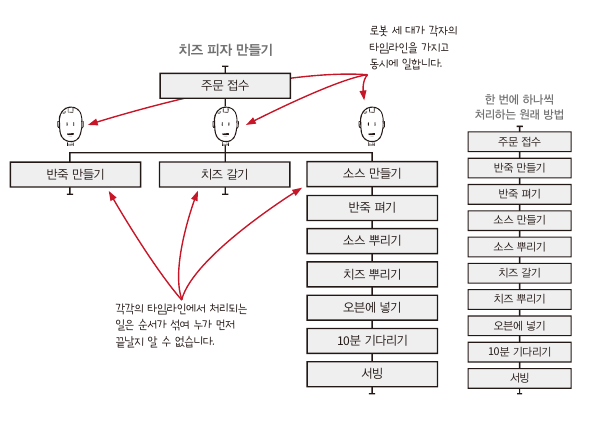 치즈 피자 만들기
로봇 세 대가 각자의
타임라인을 가지고
동시에 일합니다.
주문 접수
반죽 만들기
치즈 갈기
소스 만들기
반죽 펴기
소스 뿌리기
치즈 뿌리기
오븐에 넣기
10분 기다리기
서빙
각각의 타임라인에서 처리되는
일은 순서가 섞여 누가 먼저
끝날지 알 수 없습니다.
한 번에 하나씩
처리하는 원래 방법
주문 접수
반죽 만들기
반죽 펴기
소스 만들기
소스 뿌리기
치즈 갈기
치즈 뿌리기
오븐에 넣기
10분 기다리기
서빙